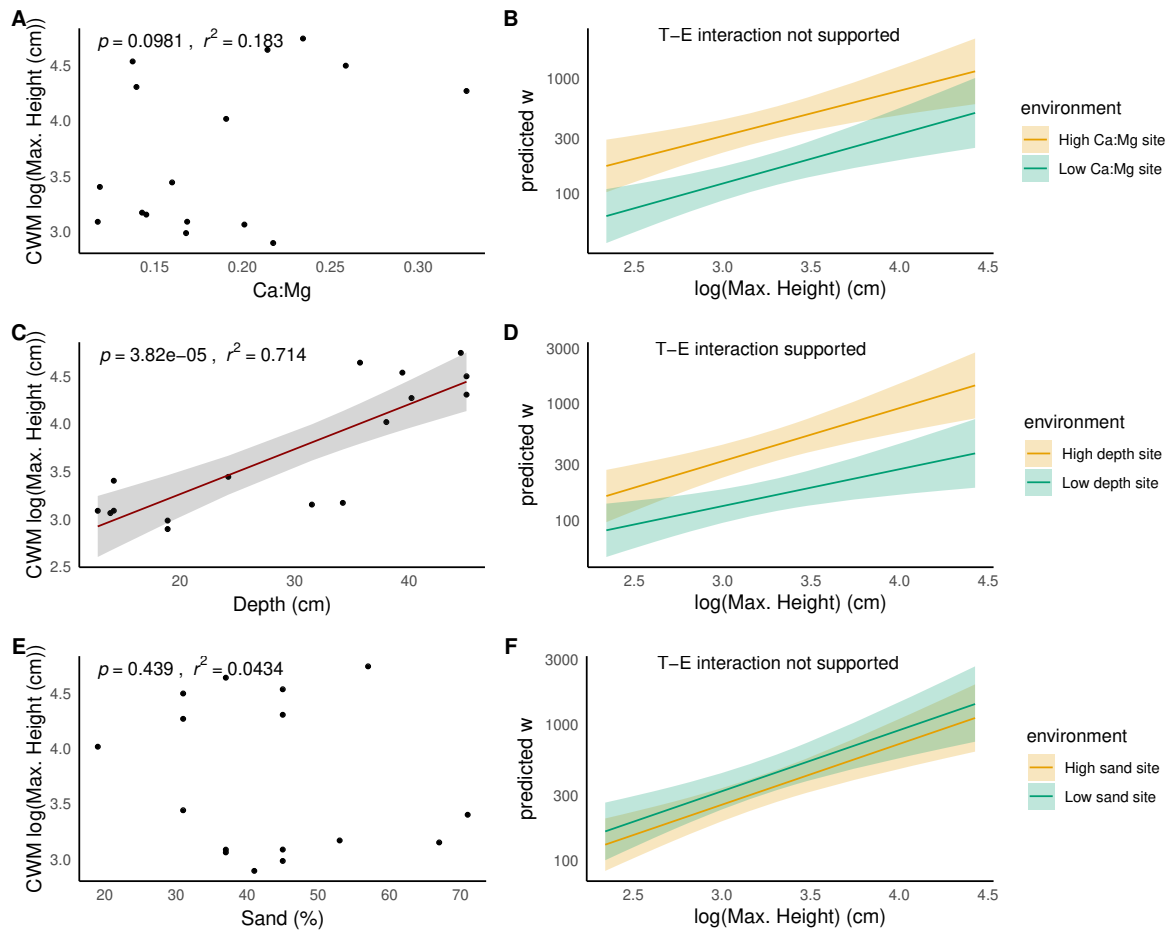 A
p = 0.0981 , r² = 0.183
CWM log(Max. Height (cm))
4.5
4.0
3.5
3.0
0.15 0.20 0.25 0.30
Ca:Mg
B
T−E interaction not supported
predicted w
1000
300
100
2.5 3.0 3.5 4.0 4.5
log(Max. Height) (cm)
environment
High Ca:Mg site
Low Ca:Mg site
C
p = 3.82e−05 , r² = 0.714
CWM log(Max. Height (cm))
4.5
4.0
3.5
3.0
2.5
20 30 40
Depth (cm)
D
T−E interaction supported
predicted w
3000
1000
300
100
2.5 3.0 3.5 4.0 4.5
log(Max. Height) (cm)
environment
High depth site
Low depth site
E
p = 0.439 , r² = 0.0434
CWM log(Max. Height (cm))
4.5
4.0
3.5
3.0
20 30 40 50 60 70
Sand (%)
F
T−E interaction not supported
predicted w
3000
1000
300
100
2.5 3.0 3.5 4.0 4.5
log(Max. Height) (cm)
environment
High sand site
Low sand site